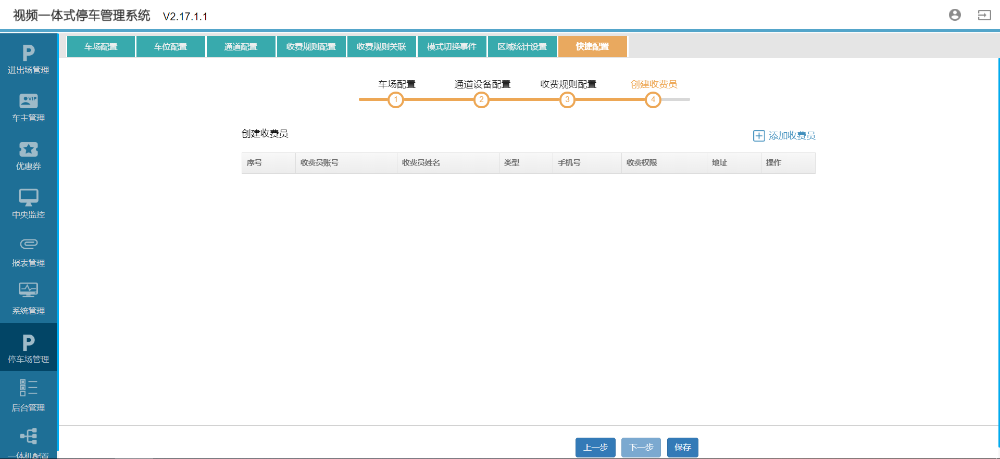 视频一体式停车管理系统 V2.17.1.1
进出场管理
VIP
车主管理
优惠券
中央监控
报表管理
系统管理
P
停车场管理
后台管理
一体机配置
车场配置 车位配置 通道配置 收费规则配置 收费规则关联 模式切换事件 区域统计设置 快捷配置
车场配置 通道设备配置 收费规则配置 创建收费员
1 2 3 4
创建收费员 添加收费员
序号 收费员账号 收费员姓名 类型 手机号 收费权限 地址 操作
上一步 下一步 保存